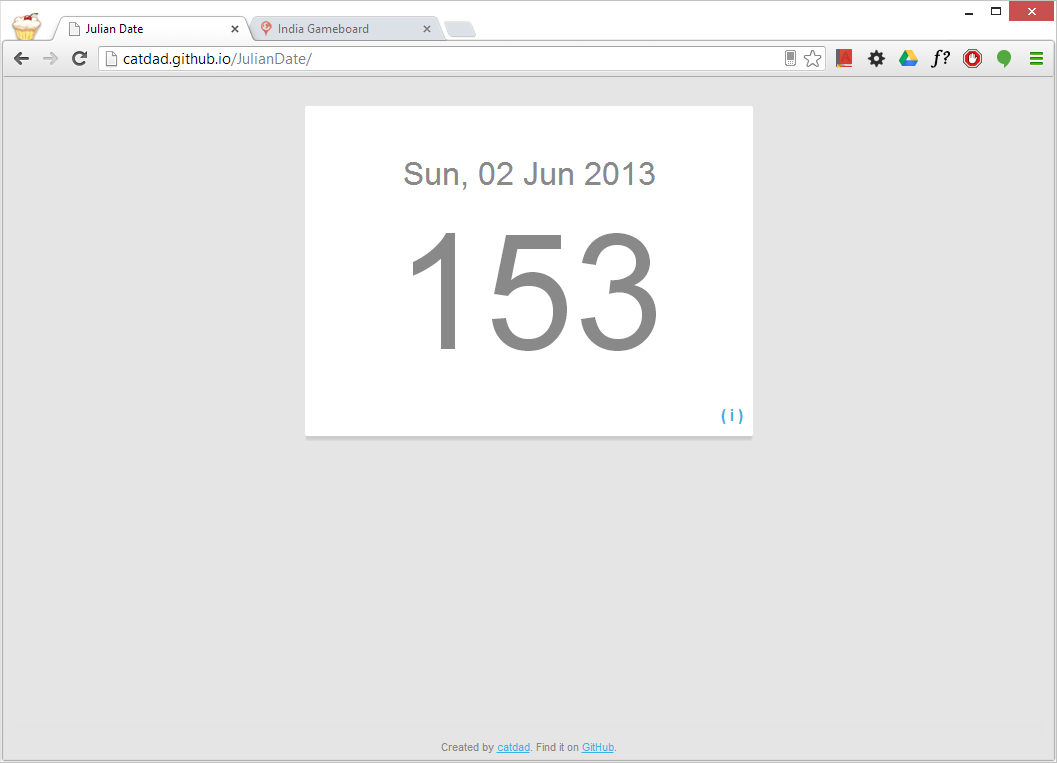 Julian Date
India Gameboard
catdad.github.io/JulianDate/
f?
Sun, 02 Jun 2013
153
(i)
Created by catdad. Find it on GitHub.